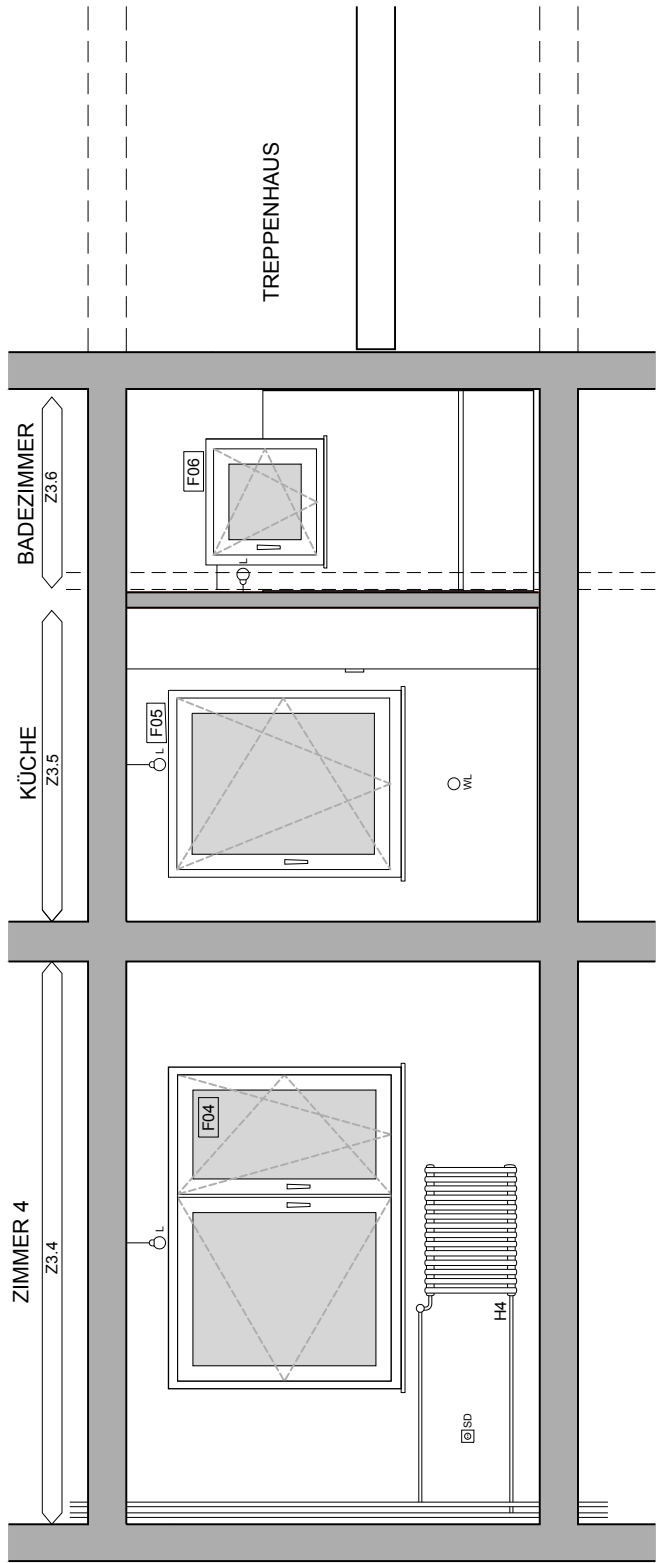 ZIMMER 4
Z3.4
KÜCHE
Z3.5
BADEZIMMER
Z3.6
TREPPENHAUS
L
F04
H4
SD
L
F05
WL
F06
L